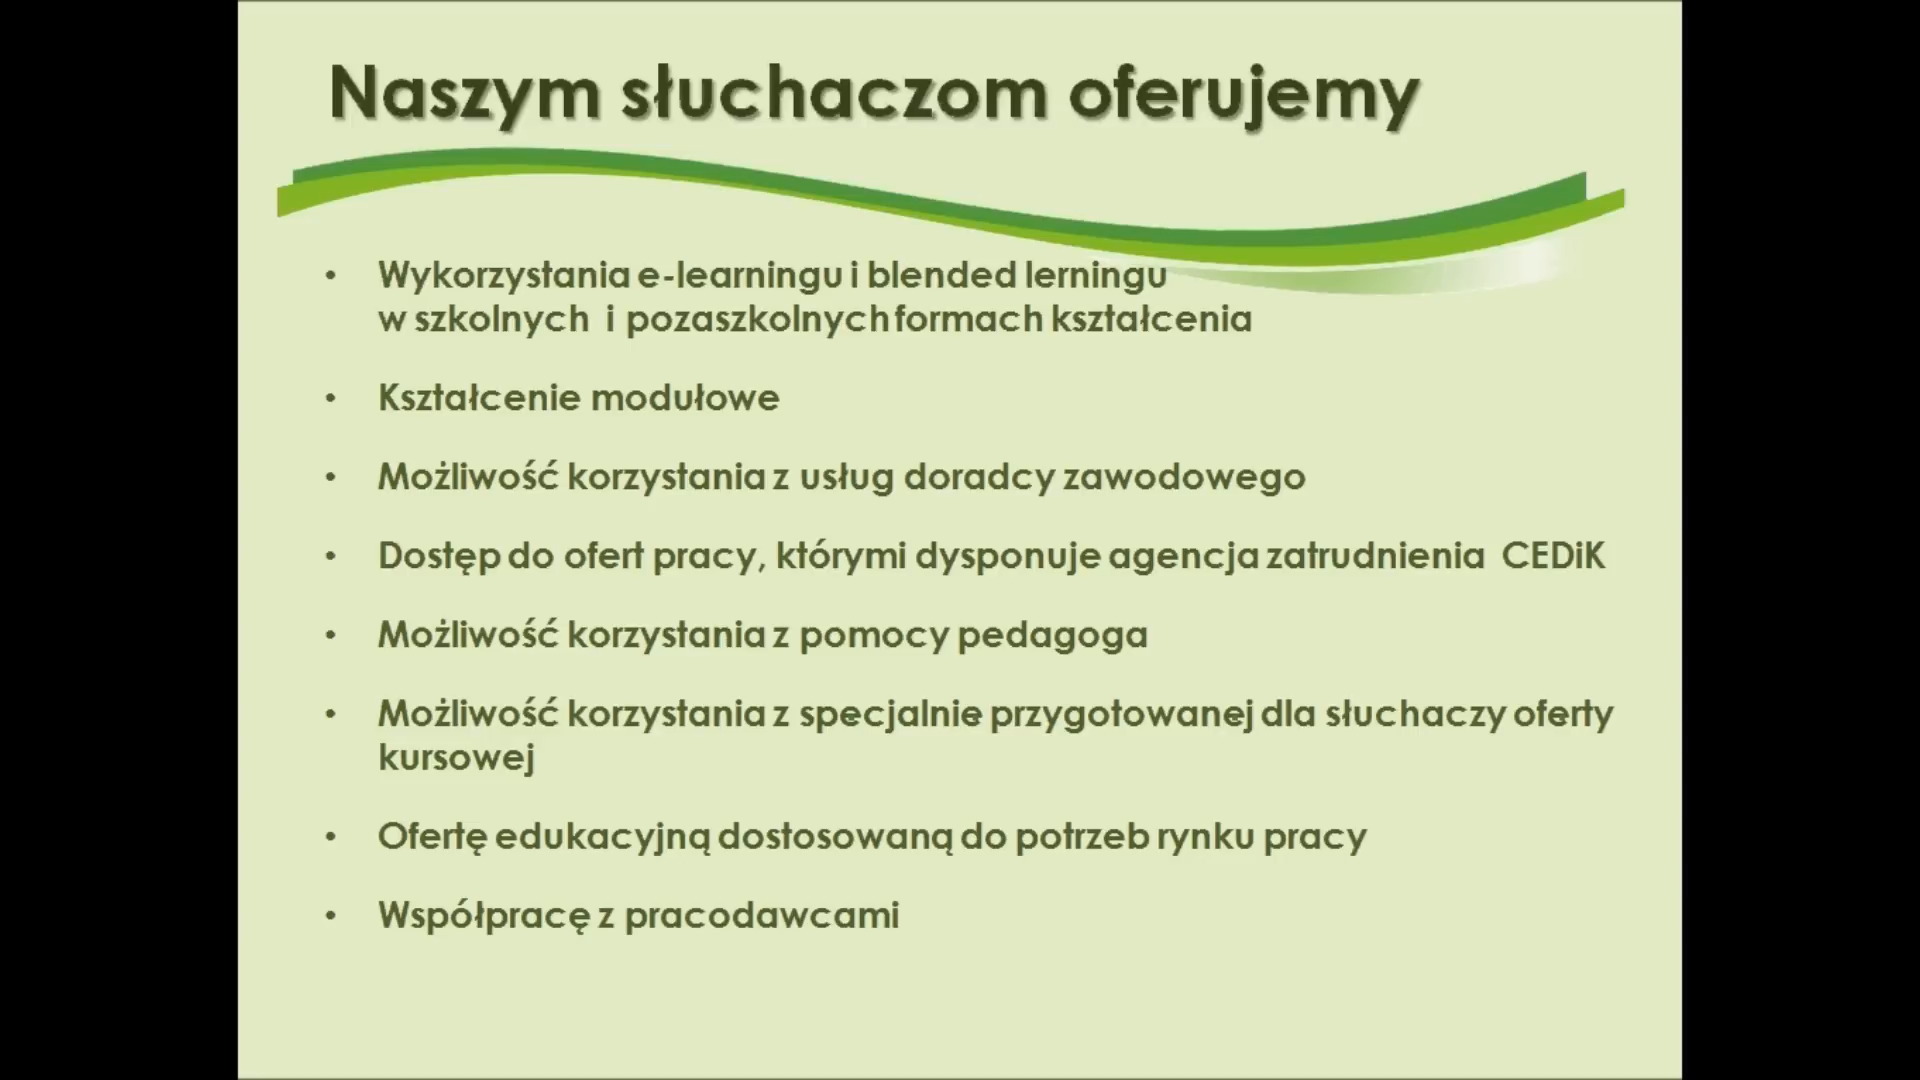 Naszym słuchaczom oferujemy
• Wykorzystania e-learningu i blended lerningu
w szkolnych i pozaszkolnych formach kształcenia
• Kształcenie modułowe
• Możliwość korzystania z usług doradcy zawodowego
• Dostęp do ofert pracy, którymi dysponuje agencja zatrudnienia CEDiK
• Możliwość korzystania z pomocy pedagoga
• Możliwość korzystania z specjalnie przygotowanej dla słuchaczy oferty
kursowej
• Ofertę edukacyjną dostosowaną do potrzeb rynku pracy
• Współpracę z pracodawcami